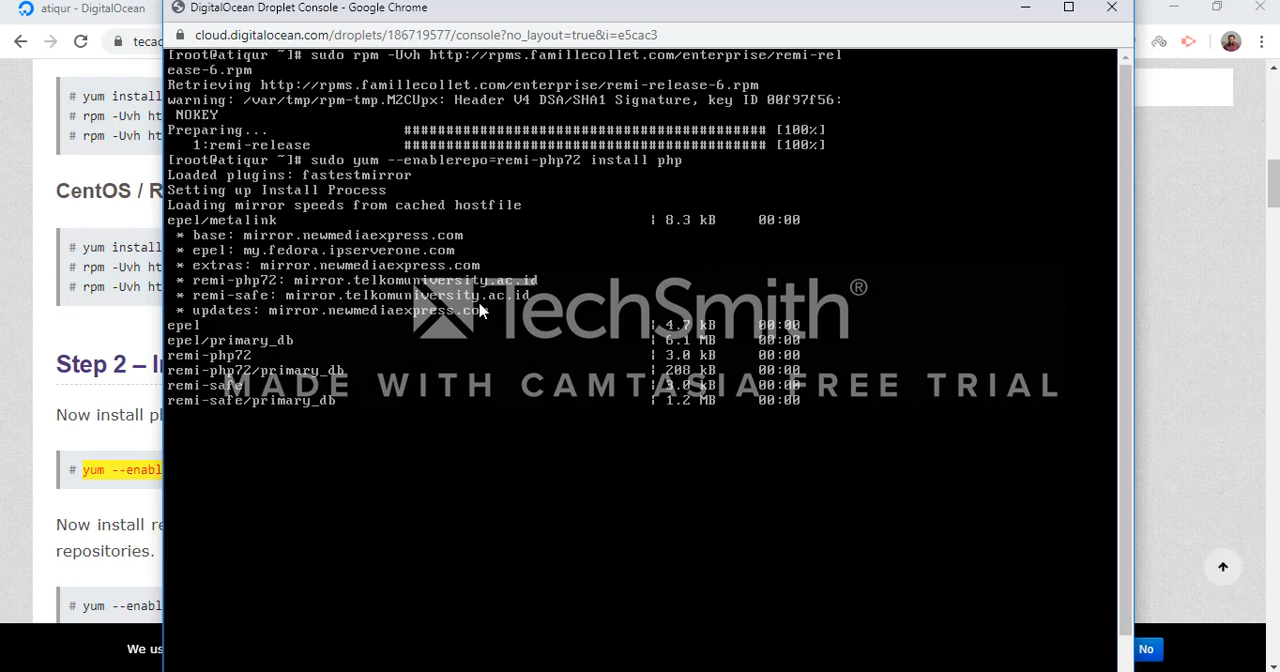 atiqur - DigitalOcean
DigitalOcean Droplet Console - Google Chrome
cloud.digitalocean.com/droplets/186719577/console?no_layout=true&i=e5cac3
tecad
[root@atiqur ~]# sudo rpm -Uvh http://rpms.famillecollet.com/enterprise/remi-rel
ease-6.rpm
Retrieving http://rpms.famillecollet.com/enterprise/remi-release-6.rpm
warning: /var/tmp/rpm-tmp.M2CUpx: Header V4 DSA/SHA1 Signature, key ID 00f97f56:
NOKEY
Preparing... ########################################### [100%]
1:remi-release ########################################### [100%]
[root@atiqur ~]# sudo yum --enablerepo=remi-php72 install php
Loaded plugins: fastestmirror
Setting up Install Process
Loading mirror speeds from cached hostfile
epel/metalink | 8.3 kB 00:00
* base: mirror.newmediaexpress.com
* epel: my.fedora.ipserverone.com
* extras: mirror.newmediaexpress.com
* remi-php72: mirror.telkomuniversity.ac.id
* remi-safe: mirror.telkomuniversity.ac.id
* updates: mirror.newmediaexpress.com
epel | 4.7 kB 00:00
epel/primary_db | 6.1 MB 00:00
remi-php72 | 3.0 kB 00:00
remi-php72/primary_db | 208 kB 00:00
remi-safe | 3.0 kB 00:00
remi-safe/primary_db | 1.2 MB 00:00
TechSmith®
MADE WITH CAMTASIA FREE TRIAL
# yum install
# rpm -Uvh ht
# rpm -Uvh ht
CentOS / R
# yum install
# rpm -Uvh ht
# rpm -Uvh ht
Step 2 – In
Now install ph
# yum --enabl
Now install re
repositories.
# yum --enabl
We us
No